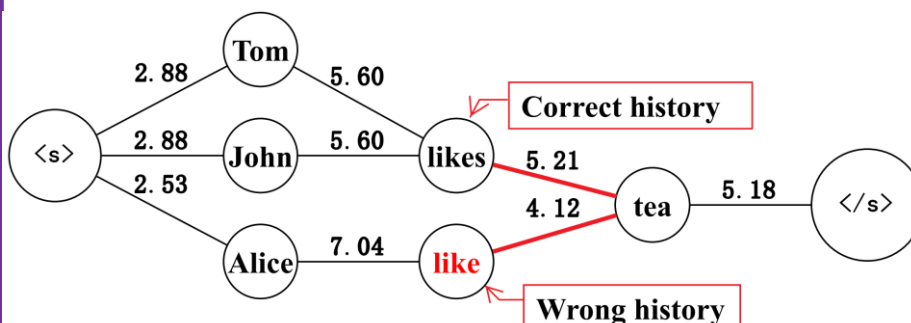 Tom
2.88
5.60
Correct history
<s>
2.88
John
5.60
likes
5.21
2.53
4.12
tea
5.18
</s>
Alice
7.04
like
Wrong history